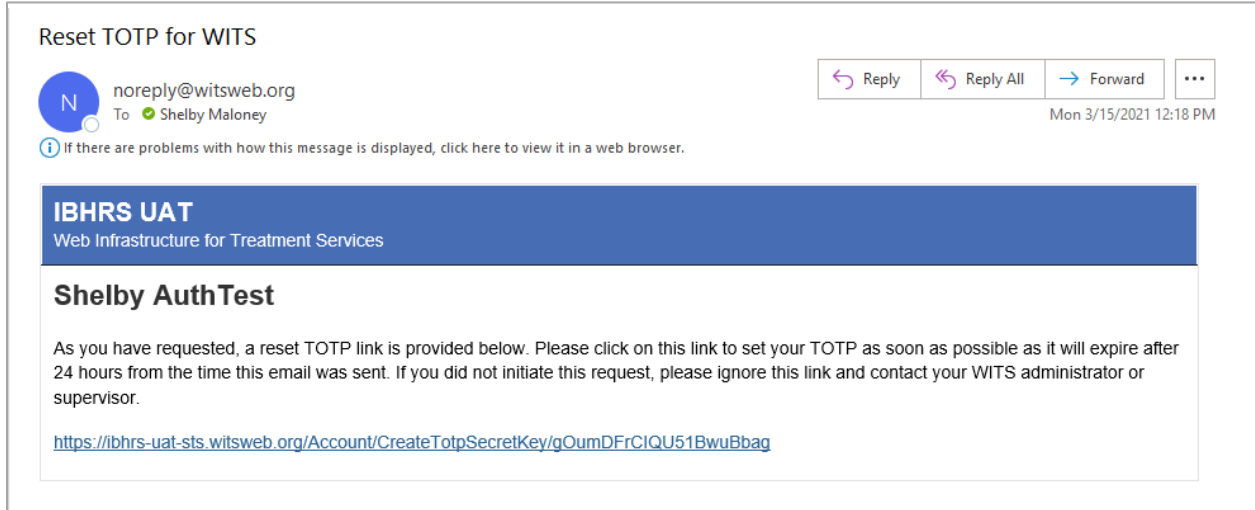 Reset TOTP for WITS
N
noreply@witsweb.org
To Shelby Maloney
Reply
Reply All
Forward
...
Mon 3/15/2021 12:18 PM
If there are problems with how this message is displayed, click here to view it in a web browser.
IBHRS UAT
Web Infrastructure for Treatment Services
Shelby AuthTest
As you have requested, a reset TOTP link is provided below. Please click on this link to set your TOTP as soon as possible as it will expire after
24 hours from the time this email was sent. If you did not initiate this request, please ignore this link and contact your WITS administrator or
supervisor.
https://ibhrs-uat-sts.witsweb.org/Account/CreateTotpSecretKey/gOumDFrCIQU51BwuBbag